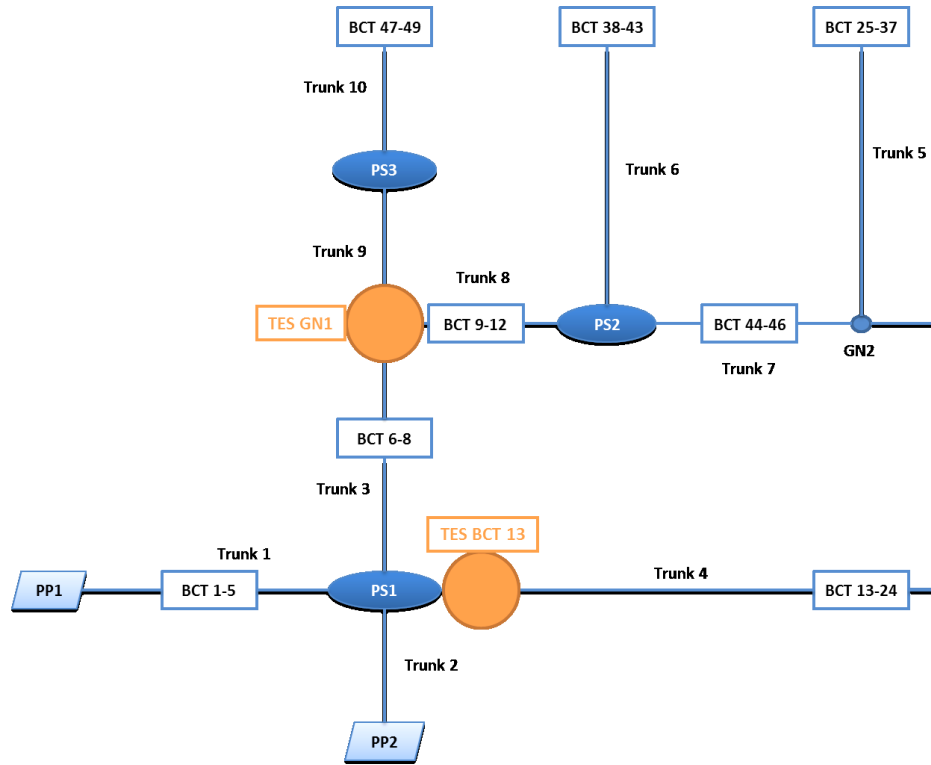 BCT 47-49
BCT 38-43
BCT 25-37
Trunk 10
Trunk 5
PS3
Trunk 6
Trunk 9
Trunk 8
TES GN1
BCT 9-12
PS2
BCT 44-46
GN2
Trunk 7
BCT 6-8
Trunk 3
TES BCT 13
Trunk 1
Trunk 4
PP1
BCT 1-5
PS1
BCT 13-24
Trunk 2
PP2